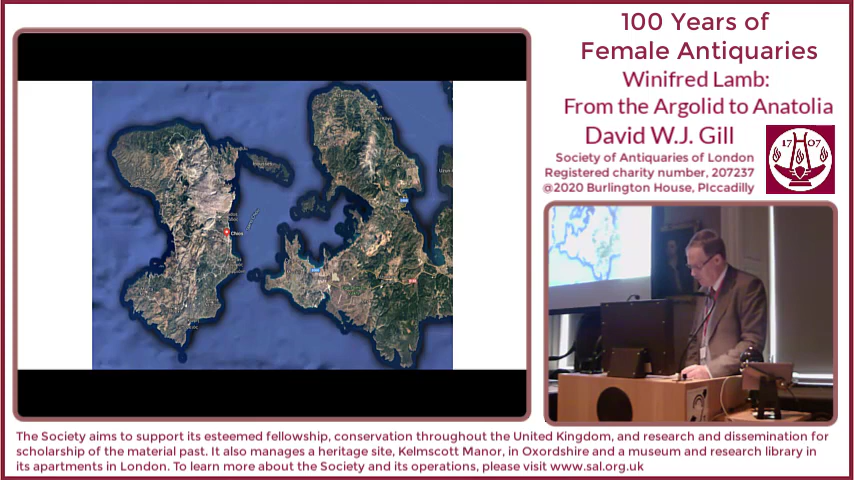 100 Years of
Female Antiquaries
Winifred Lamb:
From the Argolid to Anatolia
David W.J. Gill
Society of Antiquaries of London
Registered charity number, 207237
@2020 Burlington House, PIccadilly
17 07
Chios
The Society aims to support its esteemed fellowship, conservation throughout the United Kingdom, and research and dissemination for
scholarship of the material past. It also manages a heritage site, Kelmscott Manor, in Oxordshire and a museum and research library in
its apartments in London. To learn more about the Society and its operations, please visit www.sal.org.uk